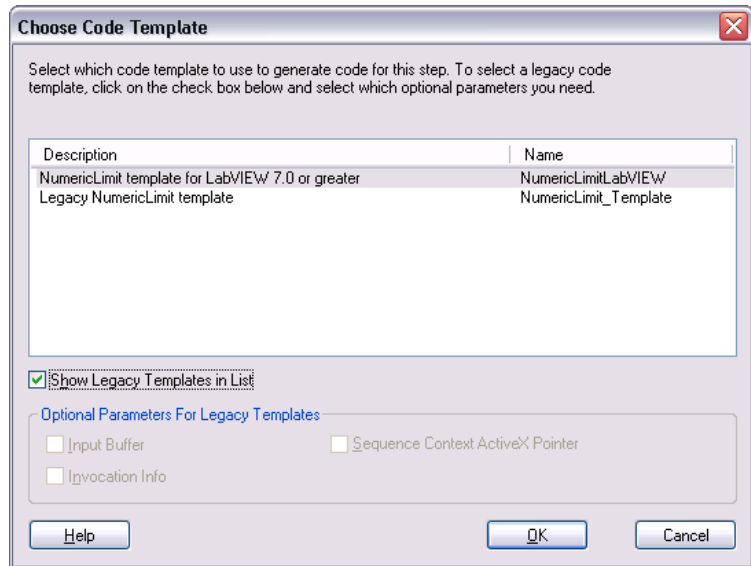 Choose Code Template
Select which code template to use to generate code for this step. To select a legacy code
template, click on the check box below and select which optional parameters you need.
Description Name
NumericLimit template for LabVIEW 7.0 or greater NumericLimitLabVIEW
Legacy NumericLimit template NumericLimit_Template
Show Legacy Templates in List
Optional Parameters For Legacy Templates
Input Buffer Sequence Context ActiveX Pointer
Invocation Info
Help OK Cancel